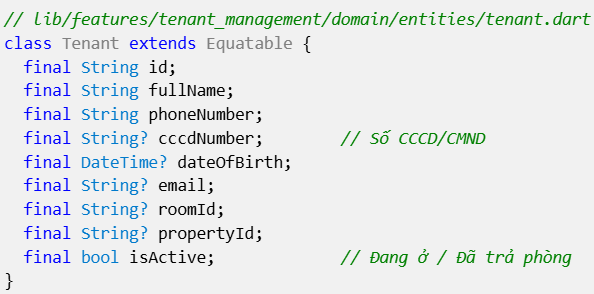 // lib/features/tenant_management/domain/entities/tenant.dart
class Tenant extends Equatable {
  final String id;
  final String fullName;
  final String phoneNumber;
  final String? cccdNumber;        // Số CCCD/CMND
  final DateTime? dateOfBirth;
  final String? email;
  final String? roomId;
  final String? propertyId;
  final bool isActive;             // Đang ở / Đã trả phòng
}